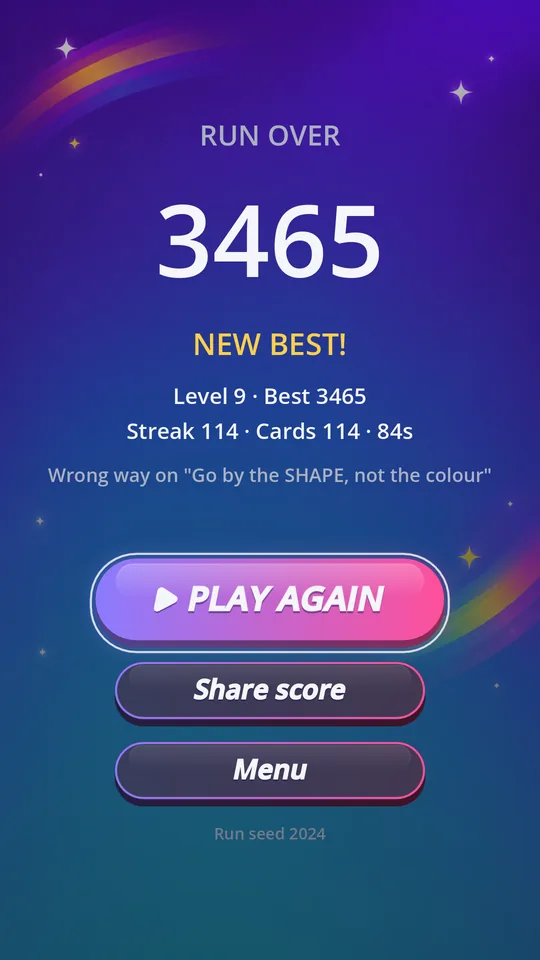 RUN OVER
3465
NEW BEST!
Level 9 · Best 3465
Streak 114 · Cards 114 · 84s
Wrong way on "Go by the SHAPE, not the colour"
PLAY AGAIN
Share score
Menu
Run seed 2024